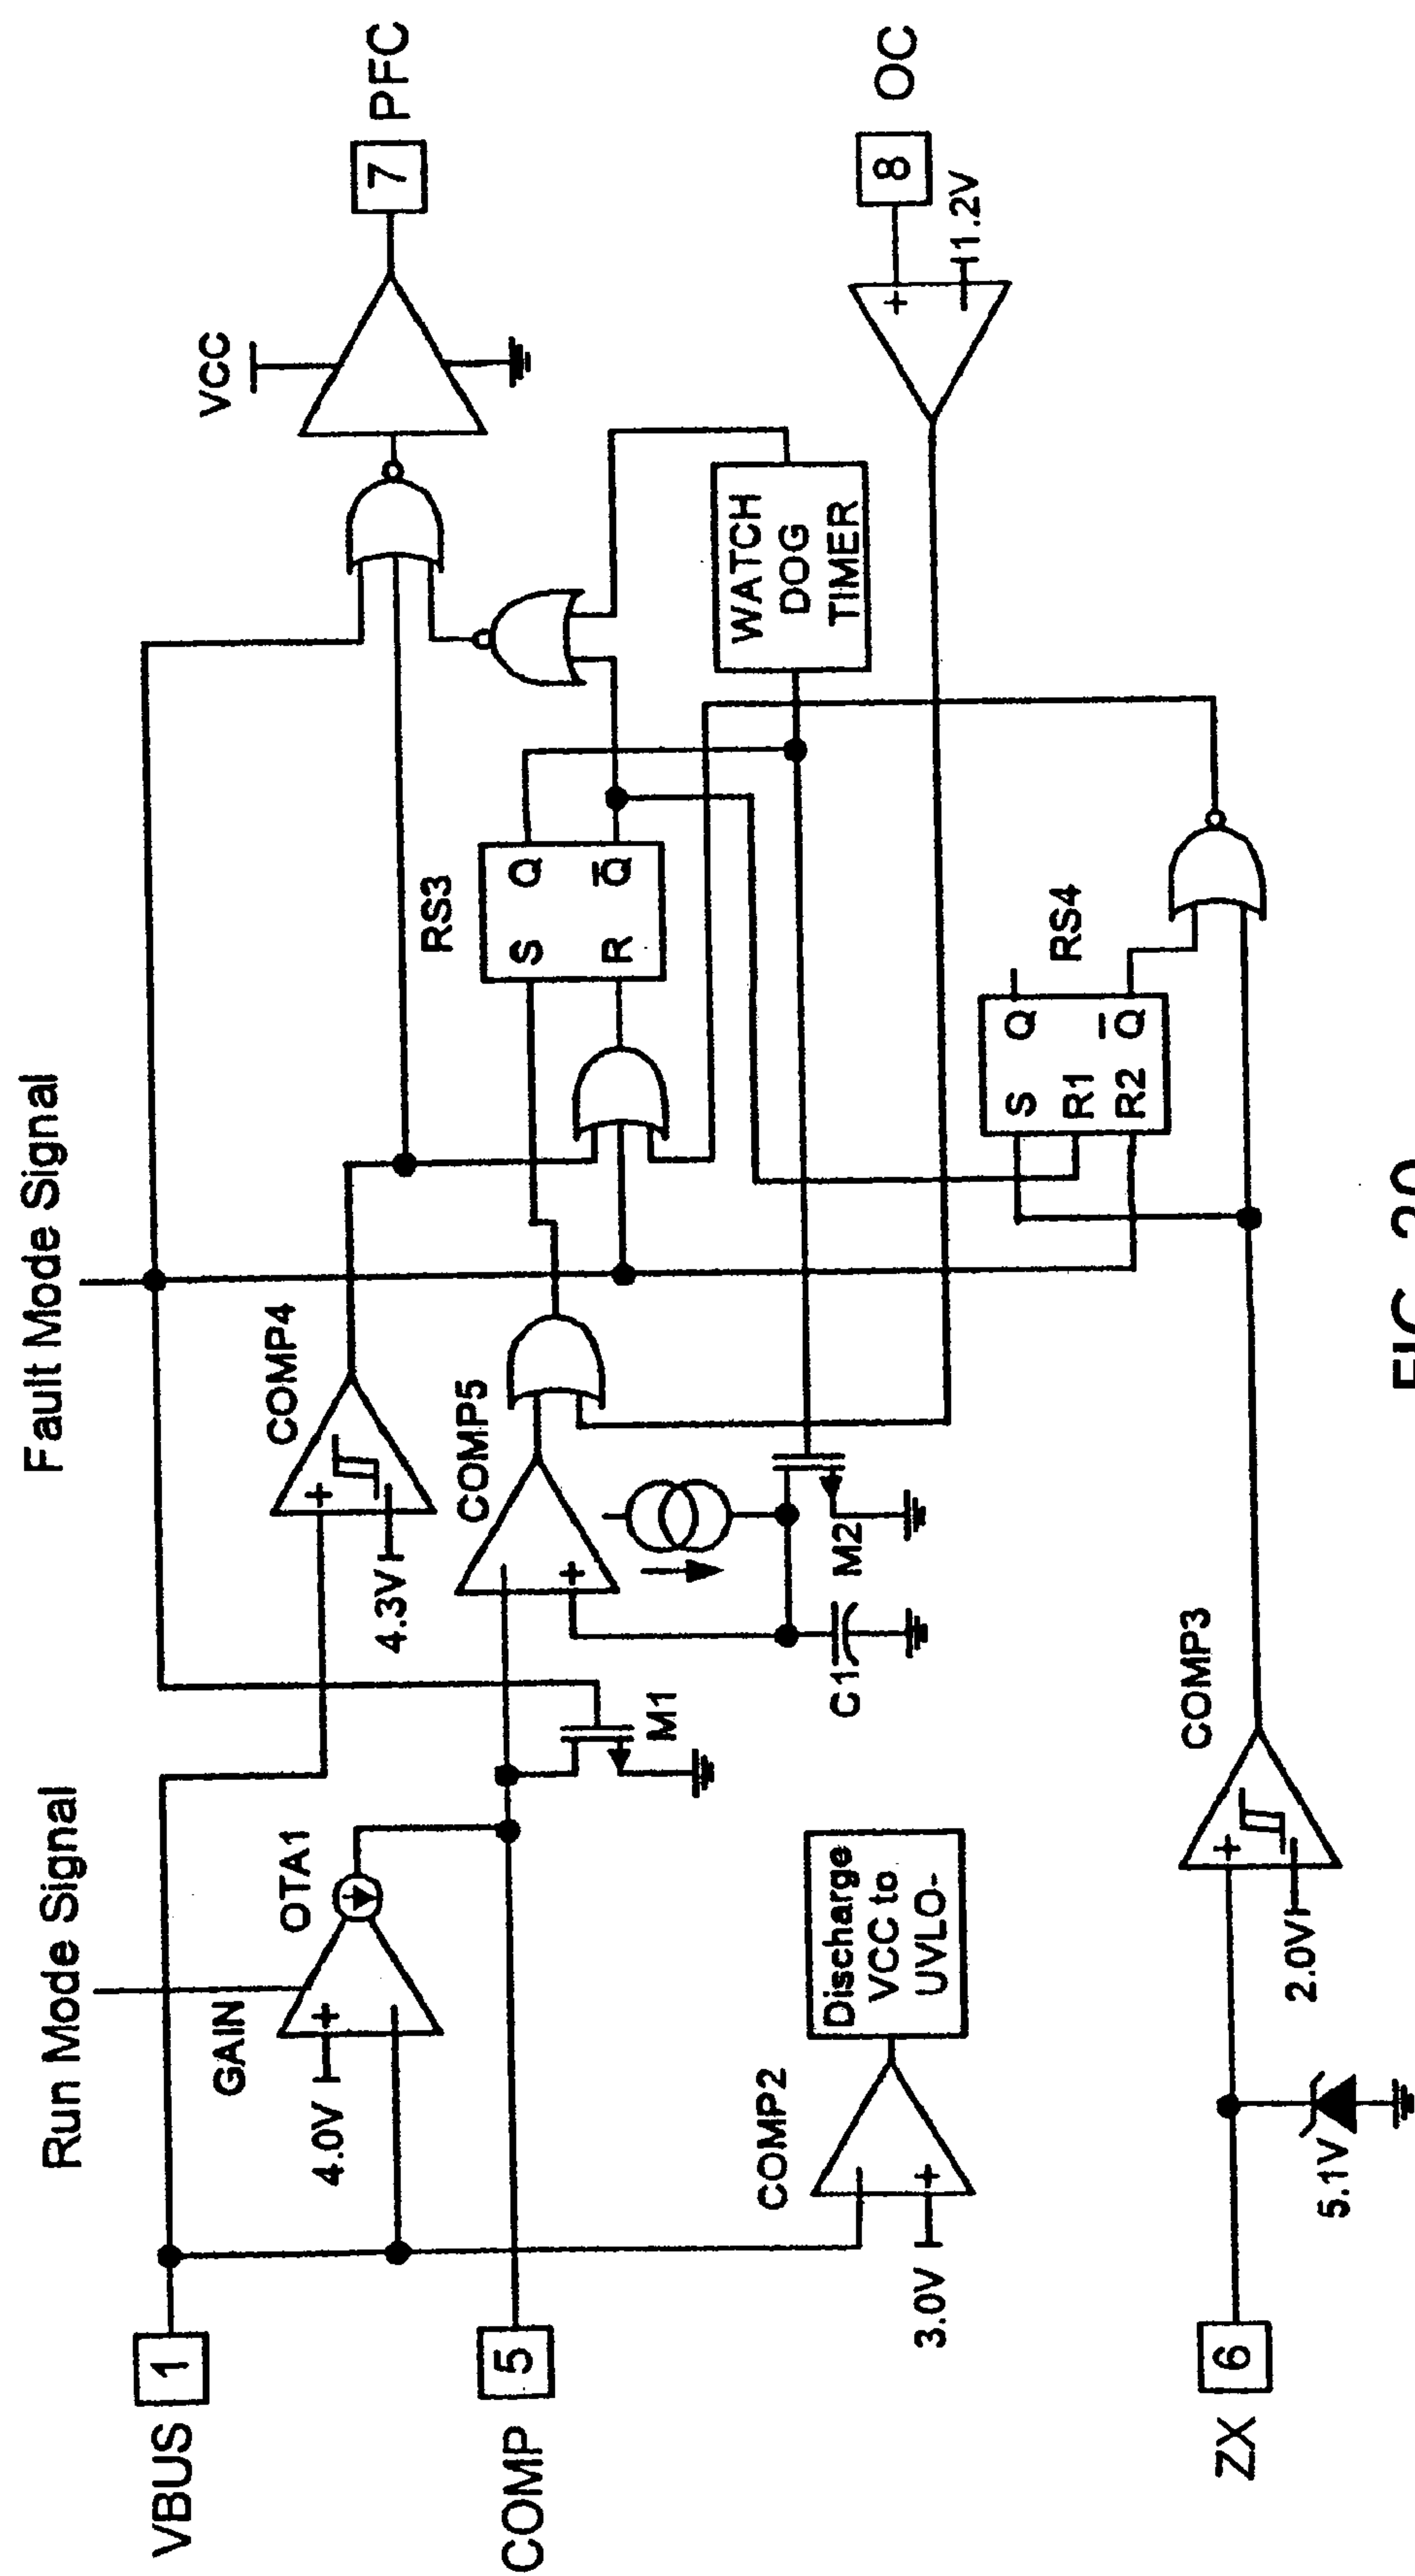 Run Mode Signal
Fault Mode Signal
VBUS
1
GAIN
4.0V
+
OTA1
4.3V
+
COMP4
VCC
7
PFC
COMP
5
M1
COMP5
+
S
Q
R
Q
RS3
WATCH
DOG
TIMER
COMP2
3.0V
+
Discharge
VCC to
UVLO-
C1
M2
8
OC
+
1.2V
S
Q
R1
R2
Q
RS4
ZX
6
5.1V
2.0V
+
COMP3